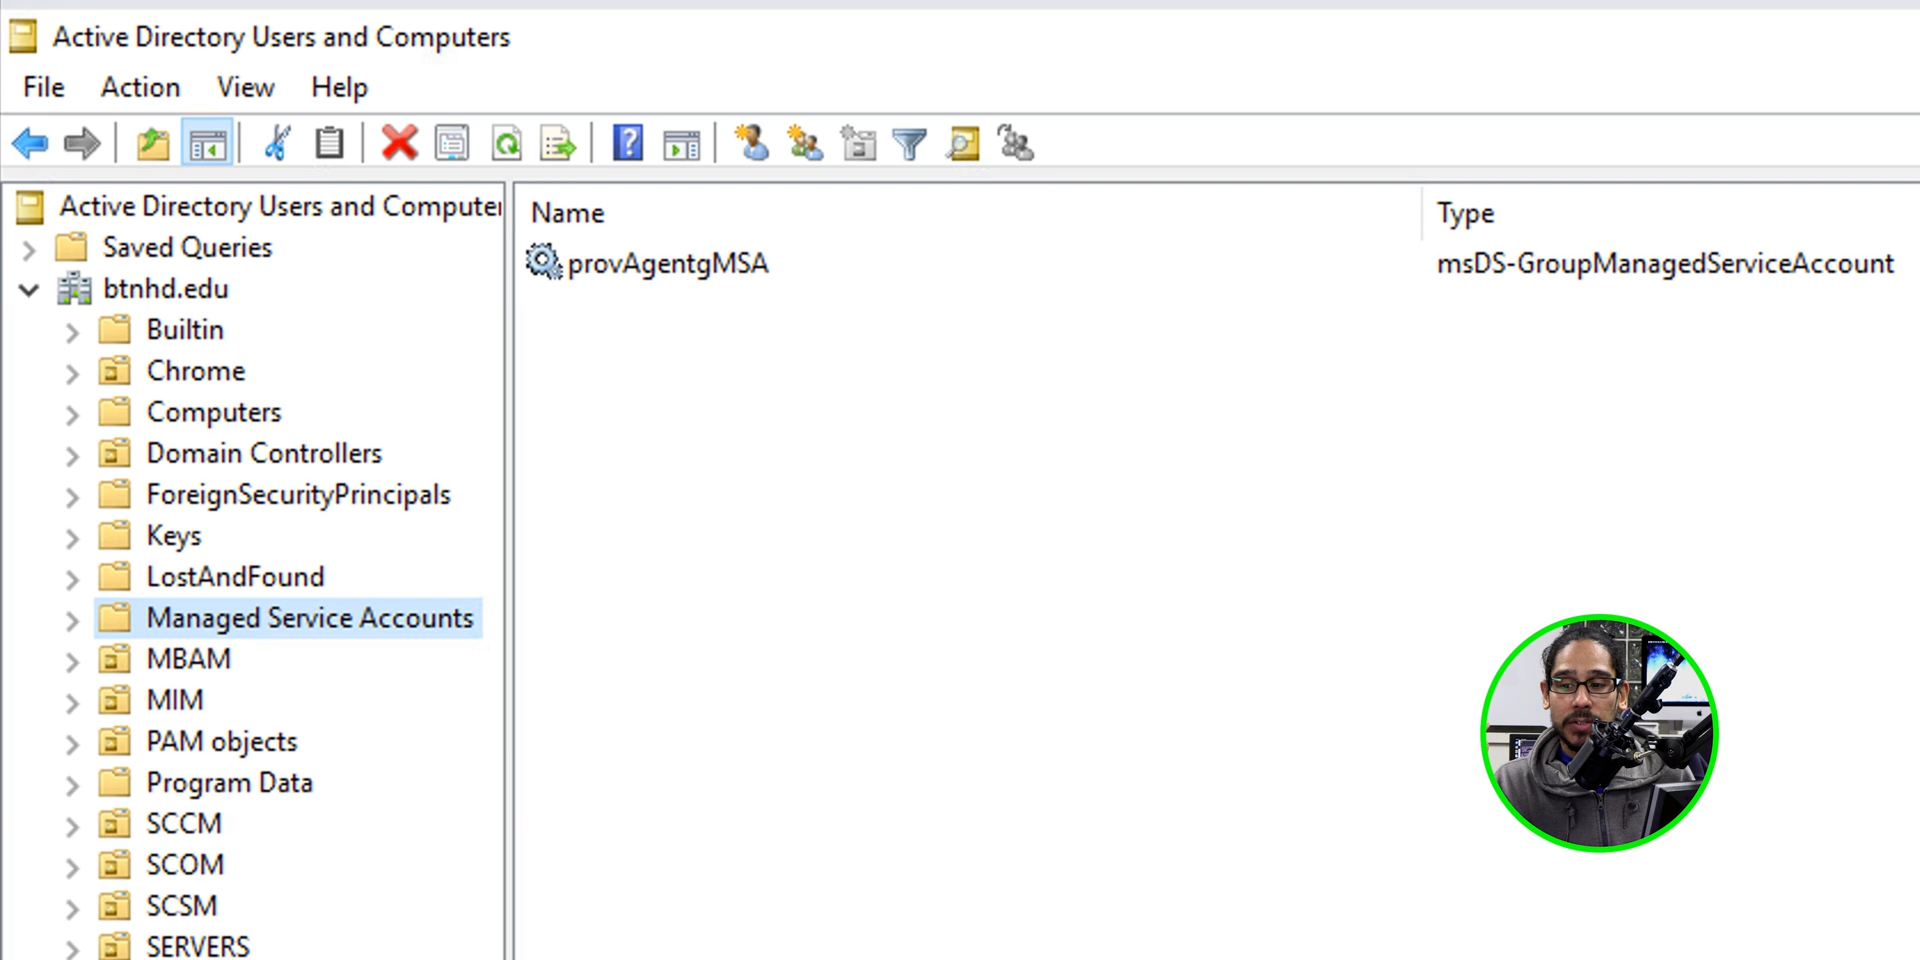 Active Directory Users and Computers
File Action View Help
Active Directory Users and Computer
Saved Queries
btnhd.edu
Builtin
Chrome
Computers
Domain Controllers
ForeignSecurityPrincipals
Keys
LostAndFound
Managed Service Accounts
MBAM
MIM
PAM objects
Program Data
SCCM
SCOM
SCSM
SERVERS
Name Type
provAgentgMSA msDS-GroupManagedServiceAccount